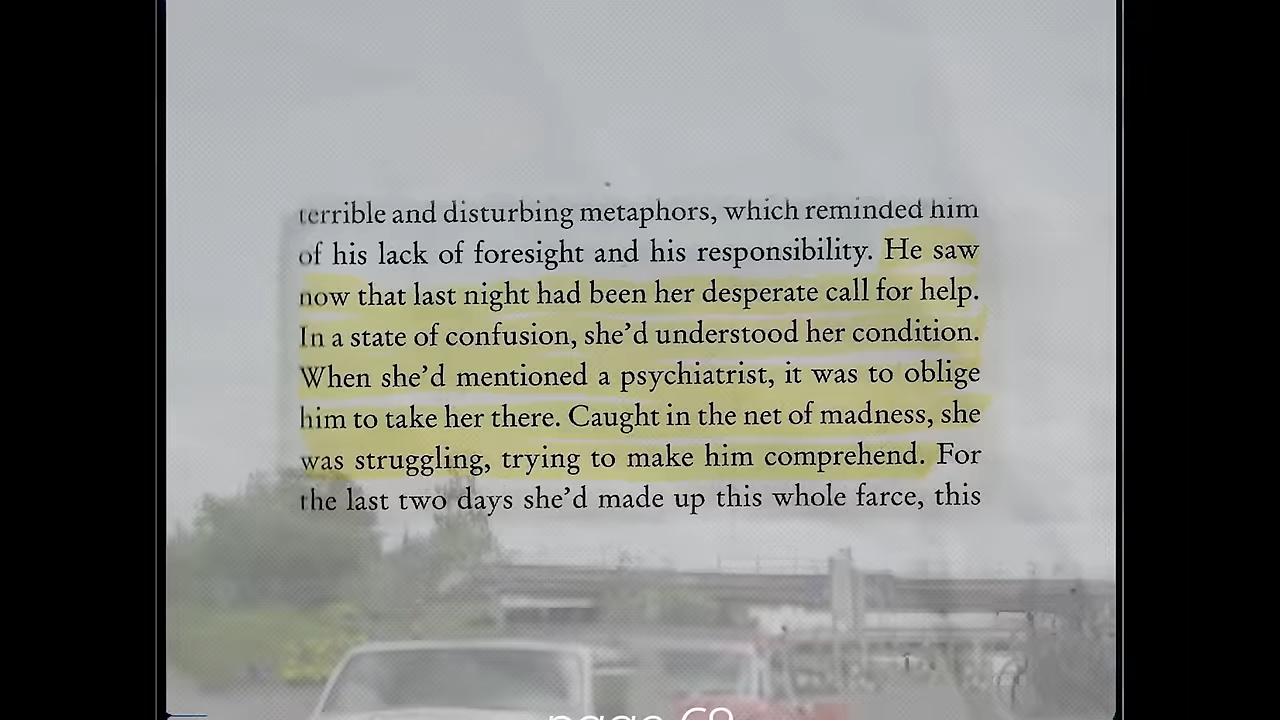 terrible and disturbing metaphors, which reminded him
of his lack of foresight and his responsibility. He saw
now that last night had been her desperate call for help.
In a state of confusion, she’d understood her condition.
When she’d mentioned a psychiatrist, it was to oblige
him to take her there. Caught in the net of madness, she
was struggling, trying to make him comprehend. For
the last two days she’d made up this whole farce, this
page 68